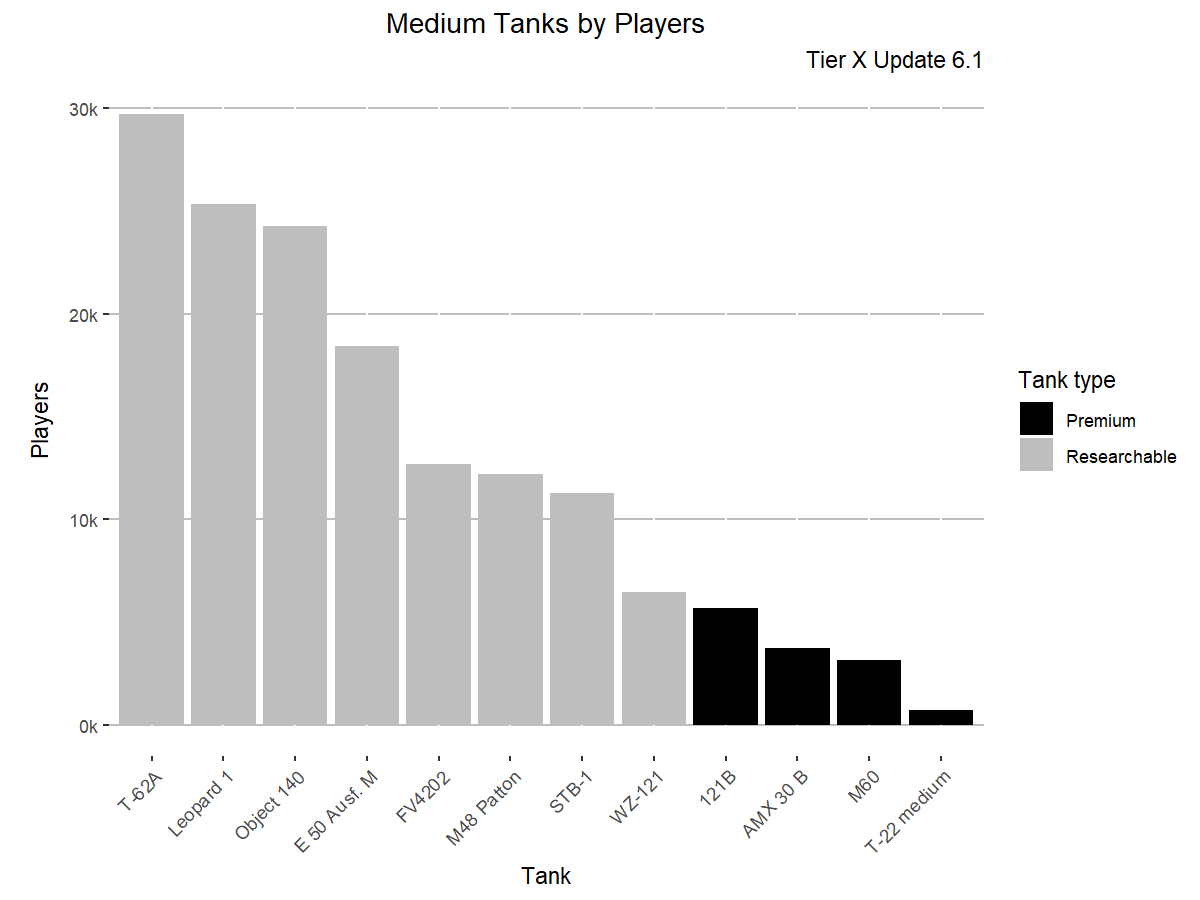 Medium Tanks by Players
Tier X Update 6.1
Players
30k
20k
10k
0k
T-62A
Leopard 1
Object 140
E 50 Ausf. M
FV4202
M48 Patton
STB-1
WZ-121
121B
AMX 30 B
M60
T-22 medium
Tank
Tank type
Premium
Researchable